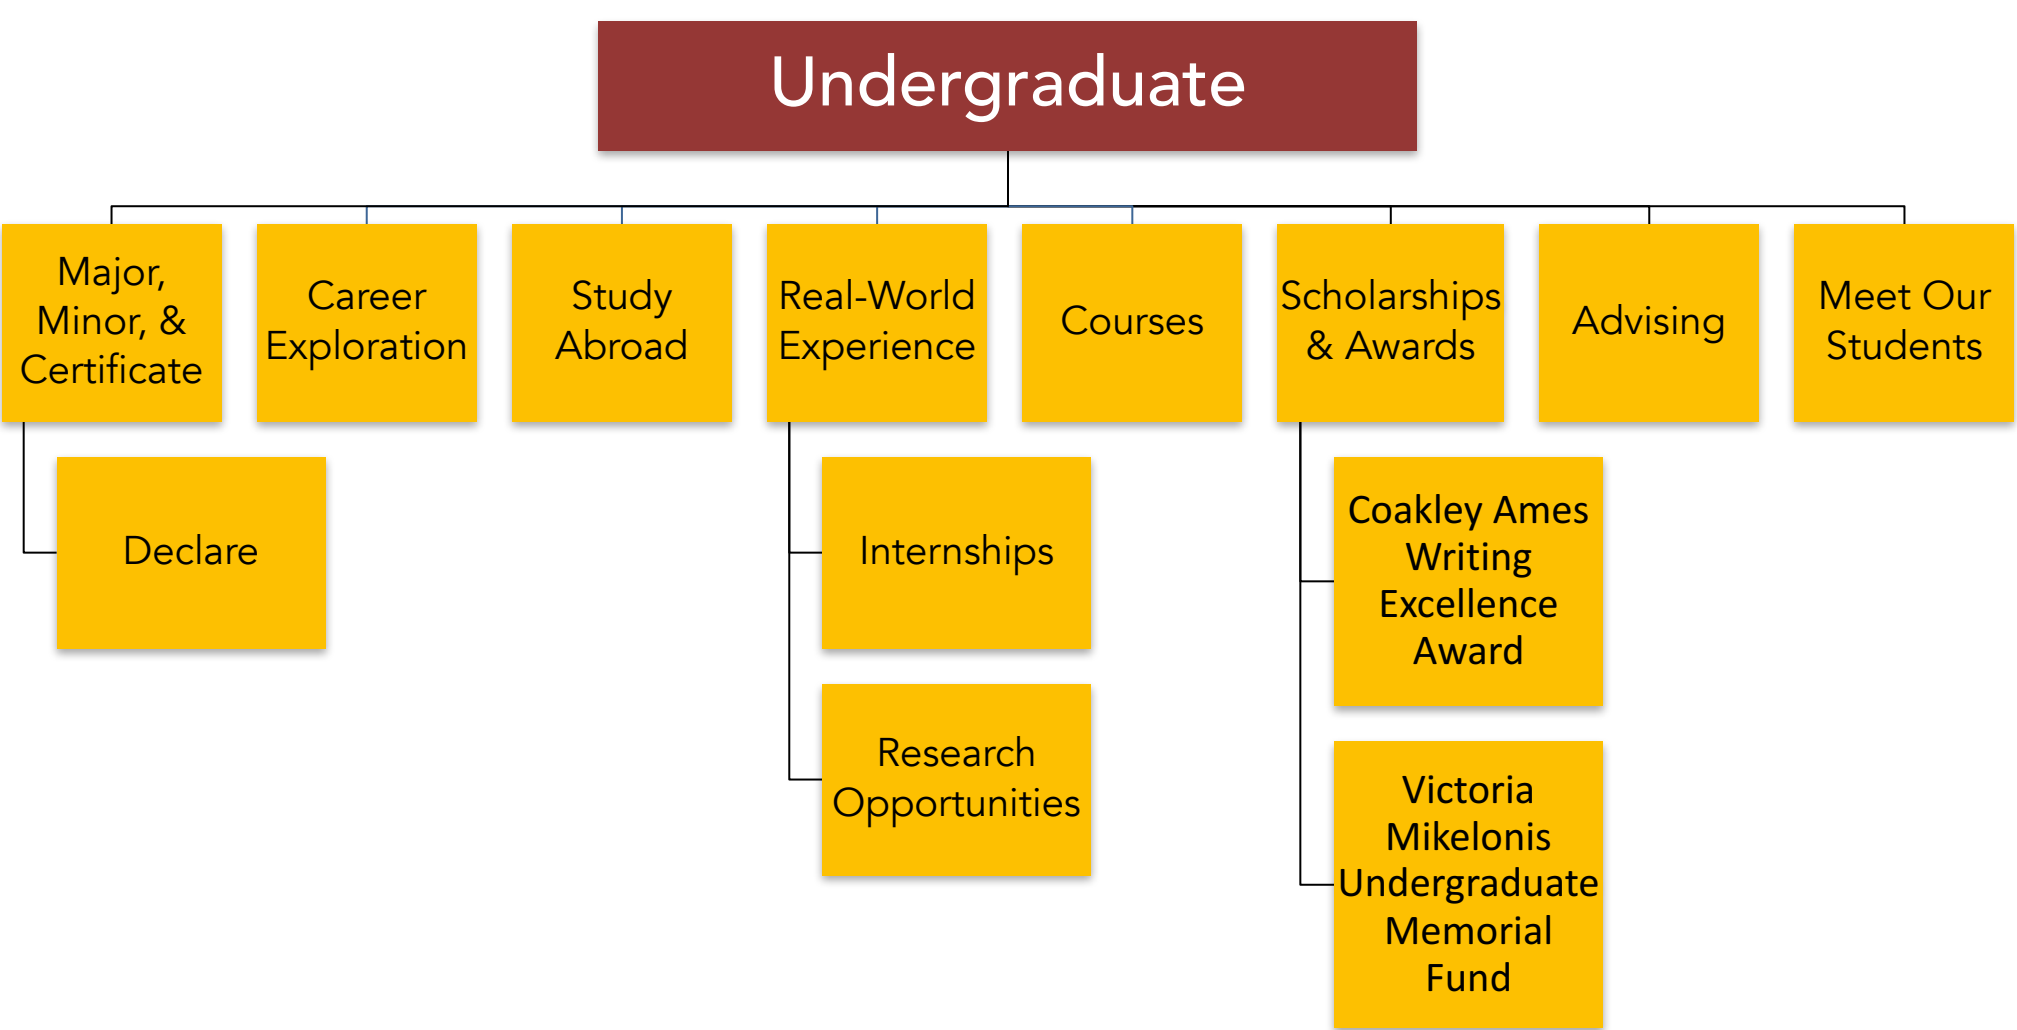 Undergraduate
Major,
Minor, &
Certificate
Career
Exploration
Study
Abroad
Real-World
Experience
Courses
Scholarships
& Awards
Advising
Meet Our
Students
Declare
Internships
Research
Opportunities
Coakley Ames
Writing
Excellence
Award
Victoria
Mikelonis
Undergraduate
Memorial
Fund